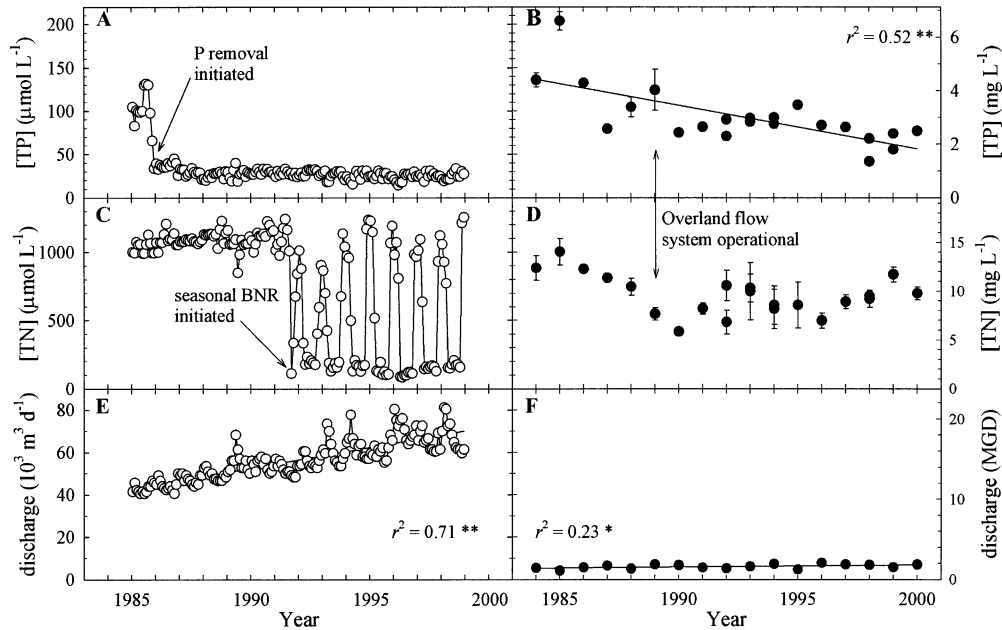 A
[TP] (μmol L⁻¹)
200
150
100
50
0
P removal
initiated
B
r² = 0.52 **
6
4
2
0
[TP] (mg L⁻¹)
C
[TN] (μmol L⁻¹)
1000
500
0
seasonal BNR
initiated
D
Overland flow
system operational
15
10
5
0
[TN] (mg L⁻¹)
E
discharge (10³ m³ d⁻¹)
80
60
40
20
0
r² = 0.71 **
1985 1990 1995 2000
Year
F
r² = 0.23 *
20
10
0
discharge (MGD)
1985 1990 1995 2000
Year